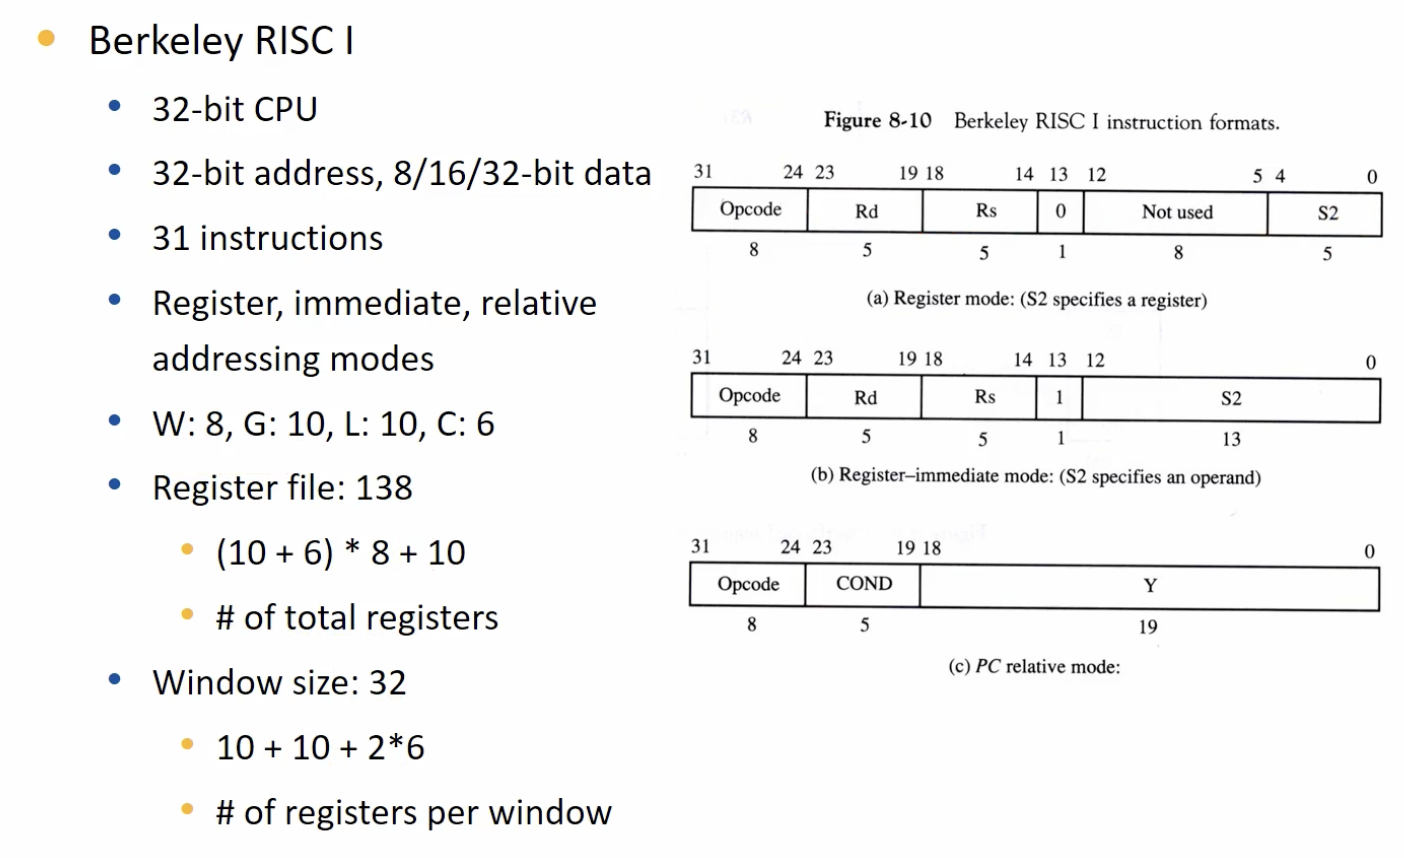 Berkeley RISC I
32-bit CPU
32-bit address, 8/16/32-bit data
31 instructions
Register, immediate, relative
addressing modes
W: 8, G: 10, L: 10, C: 6
Register file: 138
(10 + 6) * 8 + 10
# of total registers
Window size: 32
10 + 10 + 2*6
# of registers per window
Figure 8-10 Berkeley RISC I instruction formats.
31 24 23 19 18 14 13 12 5 4 0
Opcode Rd Rs 0 Not used S2
8 5 5 1 8 5
(a) Register mode: (S2 specifies a register)
31 24 23 19 18 14 13 12 0
Opcode Rd Rs 1 S2
8 5 5 1 13
(b) Register–immediate mode: (S2 specifies an operand)
31 24 23 19 18 0
Opcode COND Y
8 5 19
(c) PC relative mode: